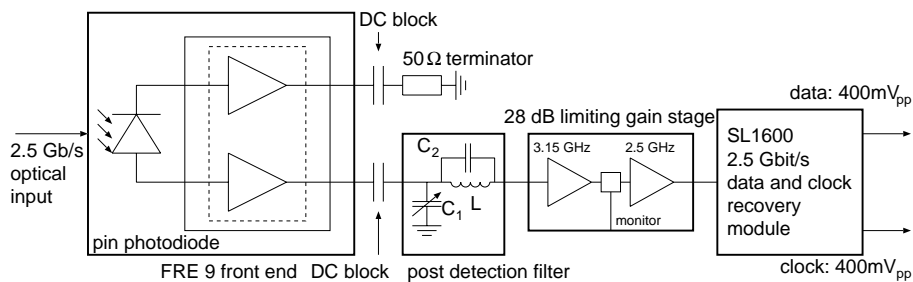 DC block
50 Ω terminator
2.5 Gb/s
optical
input
pin photodiode
FRE 9 front end
DC block
C2
C1
L
post detection filter
28 dB limiting gain stage
3.15 GHz
2.5 GHz
monitor
SL1600
2.5 Gbit/s
data and clock
recovery
module
data: 400mVpp
clock: 400mVpp